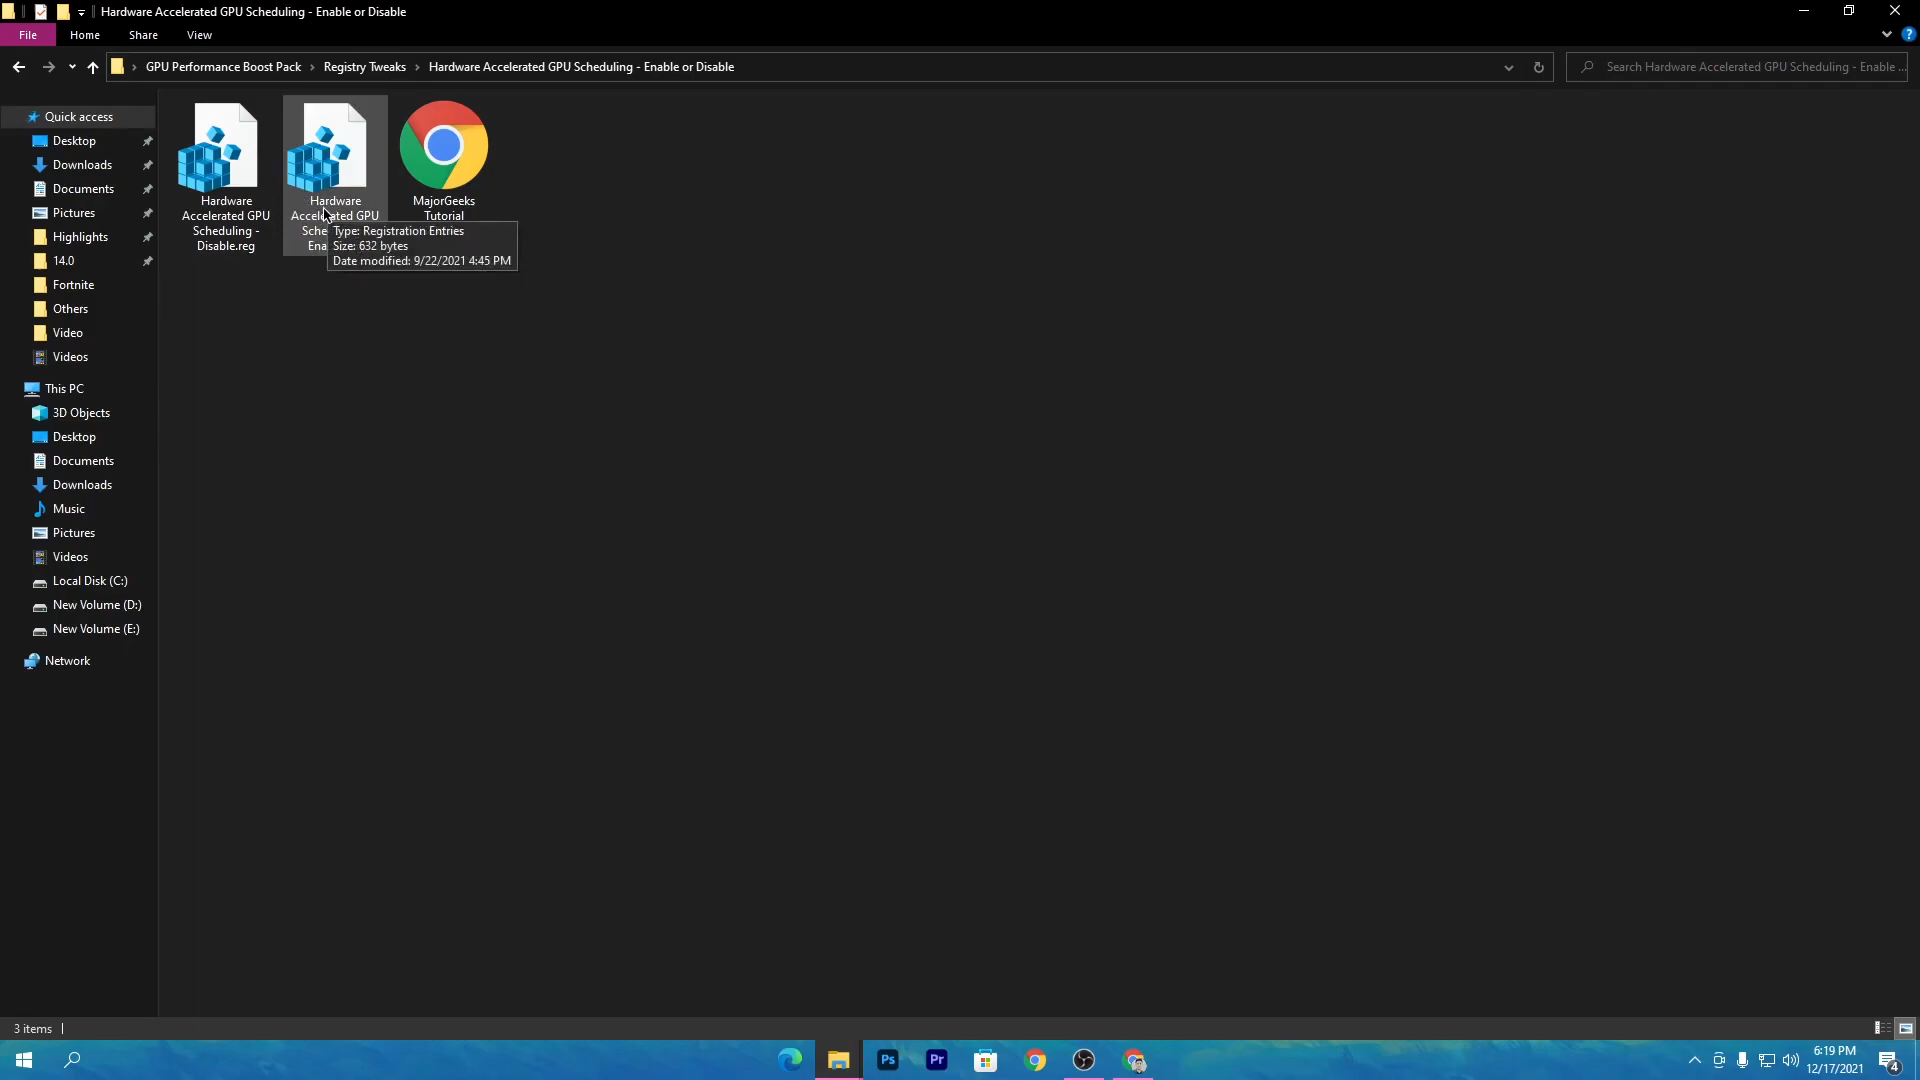 Hardware Accelerated GPU Scheduling - Enable or Disable
File
Home
Share
View
GPU Performance Boost Pack
Registry Tweaks
Hardware Accelerated GPU Scheduling - Enable or Disable
Search Hardware Accelerated GPU Scheduling - Enable ...
Quick access
Desktop
Downloads
Documents
Pictures
Highlights
14.0
Fortnite
Others
Video
Videos
This PC
3D Objects
Desktop
Documents
Downloads
Music
Pictures
Videos
Local Disk (C:)
New Volume (D:)
New Volume (E:)
Network
Hardware
Accelerated GPU
Scheduling -
Disable.reg
Hardware
Accelerated GPU
Sche
Ena
MajorGeeks
Tutorial
Type: Registration Entries
Size: 632 bytes
Date modified: 9/22/2021 4:45 PM
3 items
Ps
Pr
6:19 PM
12/17/2021
4